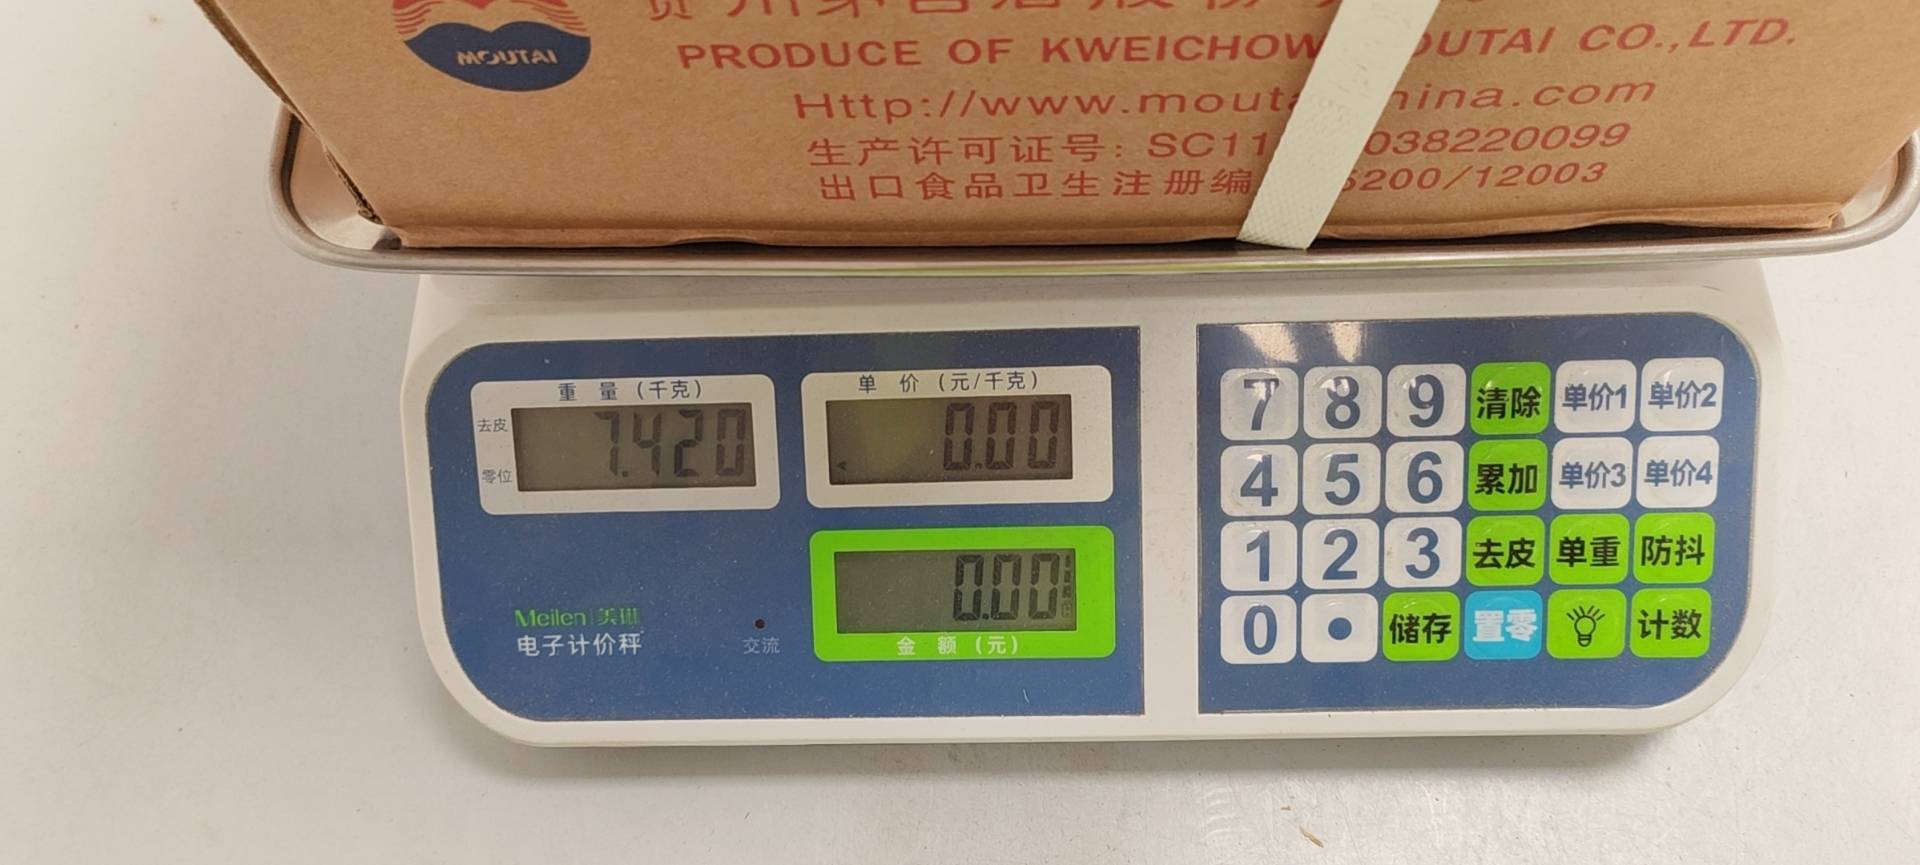 MOUTAI
PRODUCE OF KWEICHOW OUTAI CO.,LTD.
Http://www.mouta hina.com
生产许可证号: SC11 038220099
出口食品卫生注册编 5200/12003
重 量 (千克)
去皮
零位
7.420
单 价 (元/千克)
0.00
0.00
金 额 (元)
Meilen 美琳
电子计价秤
交流
7 8 9 清除 单价1 单价2
4 5 6 累加 单价3 单价4
1 2 3 去皮 单重 防抖
0 • 储存 置零 计数